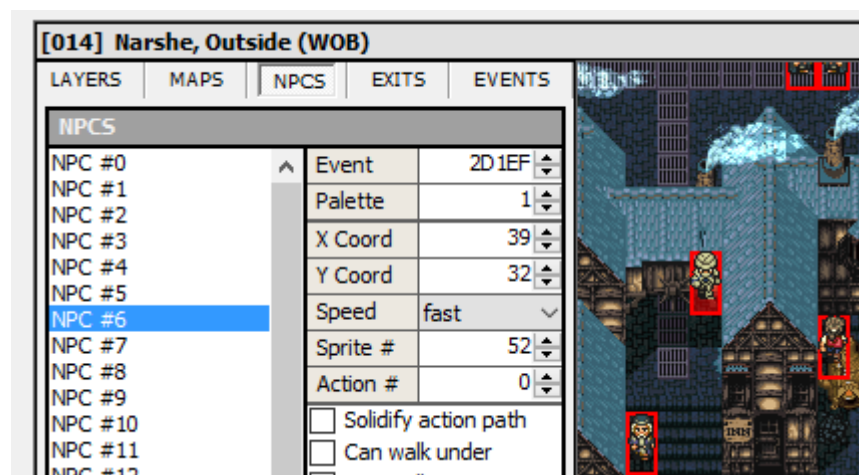 [014] Narshe, Outside (WOB)
LAYERS MAPS NPCS EXITS EVENTS
NPCS
NPC #0
NPC #1
NPC #2
NPC #3
NPC #4
NPC #5
NPC #6
NPC #7
NPC #8
NPC #9
NPC #10
NPC #11
NPC #12
Event 2D1EF
Palette 1
X Coord 39
Y Coord 32
Speed fast
Sprite # 52
Action # 0
Solidify action path
Can walk under
INN